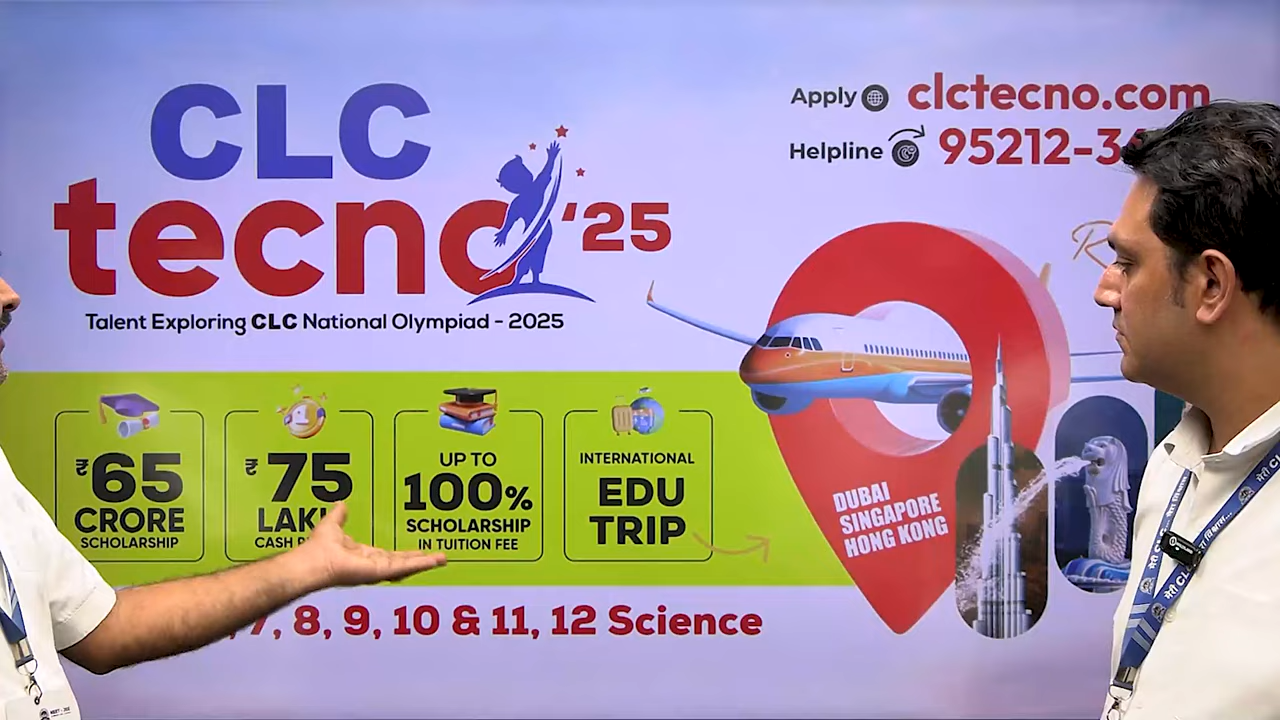 CLC
tecno '25
Talent Exploring CLC National Olympiad - 2025
Apply clctecno.com
Helpline 95212-3
₹65
CRORE
SCHOLARSHIP
₹75
LAK
CASH P
UP TO
100%
SCHOLARSHIP
IN TUITION FEE
INTERNATIONAL
EDU
TRIP
DUBAI
SINGAPORE
HONG KONG
7, 8, 9, 10 & 11, 12 Science